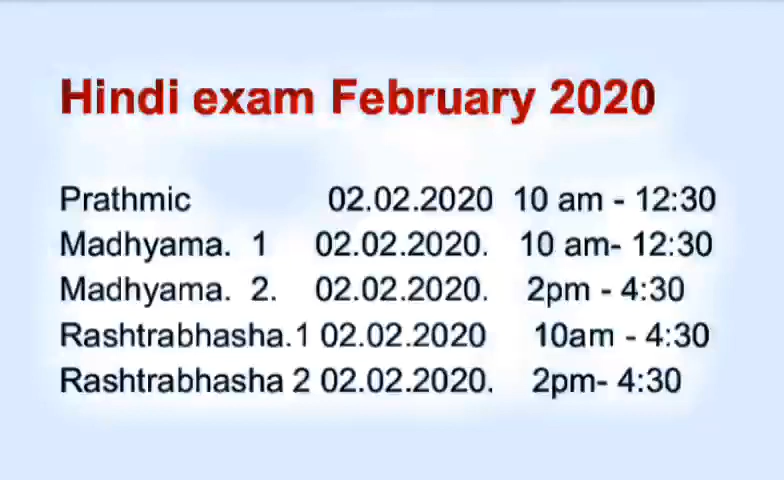 Hindi exam February 2020
Prathmic 02.02.2020 10 am - 12:30
Madhyama. 1 02.02.2020. 10 am- 12:30
Madhyama. 2. 02.02.2020. 2pm - 4:30
Rashtrabhasha.1 02.02.2020 10am - 4:30
Rashtrabhasha 2 02.02.2020. 2pm- 4:30